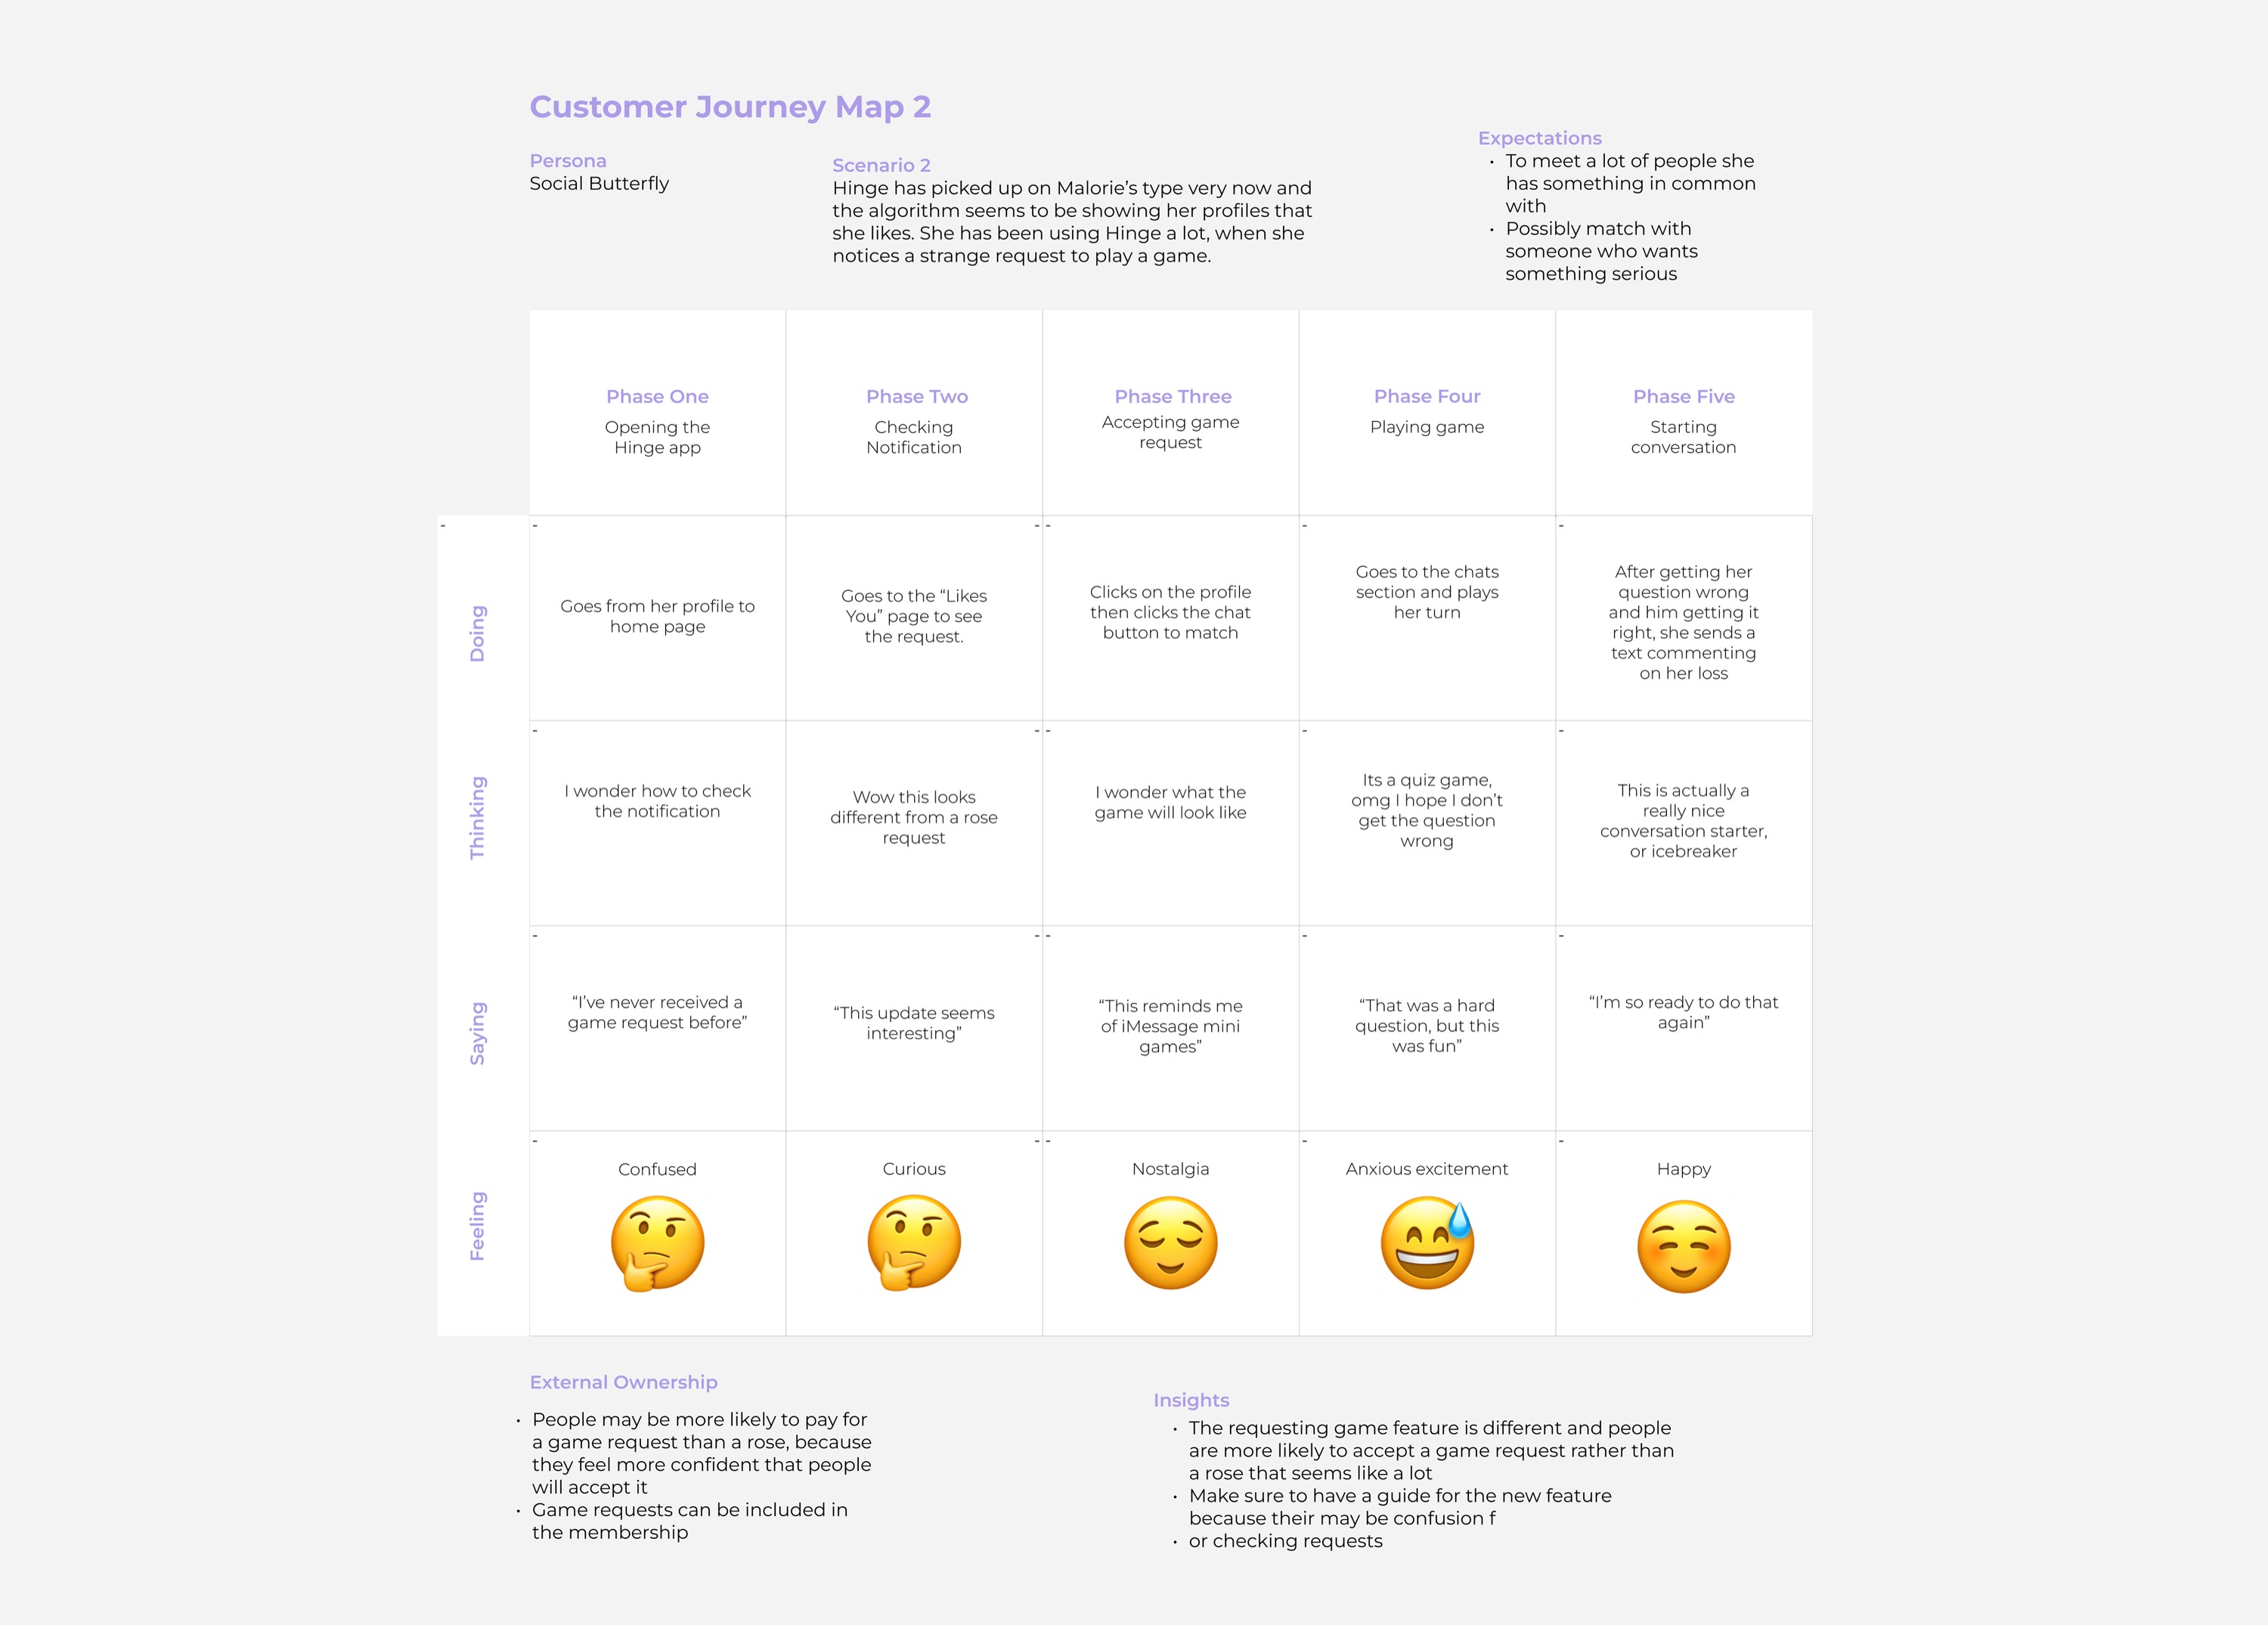 Customer Journey Map 2
Persona
Social Butterfly
Scenario 2
Hinge has picked up on Malorie’s type very now and
the algorithm seems to be showing her profiles that
she likes. She has been using Hinge a lot, when she
notices a strange request to play a game.
Expectations
• To meet a lot of people she
has something in common
with
• Possibly match with
someone who wants
something serious
Phase One
Opening the
Hinge app
Phase Two
Checking
Notification
Phase Three
Accepting game
request
Phase Four
Playing game
Phase Five
Starting
conversation
Doing
Goes from her profile to
home page
Goes to the “Likes
You” page to see
the request.
Clicks on the profile
then clicks the chat
button to match
Goes to the chats
section and plays
her turn
After getting her
question wrong
and him getting it
right, she sends a
text commenting
on her loss
Thinking
I wonder how to check
the notification
Wow this looks
different from a rose
request
I wonder what the
game will look like
Its a quiz game,
omg I hope I don’t
get the question
wrong
This is actually a
really nice
conversation starter,
or icebreaker
Saying
“I’ve never received a
game request before”
“This update seems
interesting”
“This reminds me
of iMessage mini
games”
“That was a hard
question, but this
was fun”
“I’m so ready to do that
again”
Feeling
Confused
Curious
Nostalgia
Anxious excitement
Happy
External Ownership
• People may be more likely to pay for
a game request than a rose, because
they feel more confident that people
will accept it
• Game requests can be included in
the membership
Insights
• The requesting game feature is different and people
are more likely to accept a game request rather than
a rose that seems like a lot
• Make sure to have a guide for the new feature
because their may be confusion f
• or checking requests